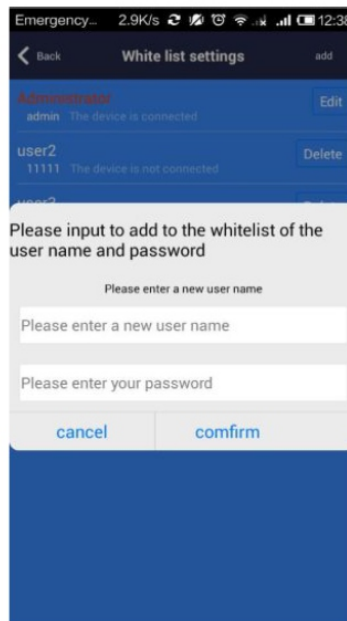 Emergency... 2.9K/s 12:38
Back White list settings add
Administrator Edit
admin The device is connected
user2 Delete
11111 The device is not connected
Please input to add to the whitelist of the
user name and password
Please enter a new user name
Please enter a new user name
Please enter your password
cancel comfirm